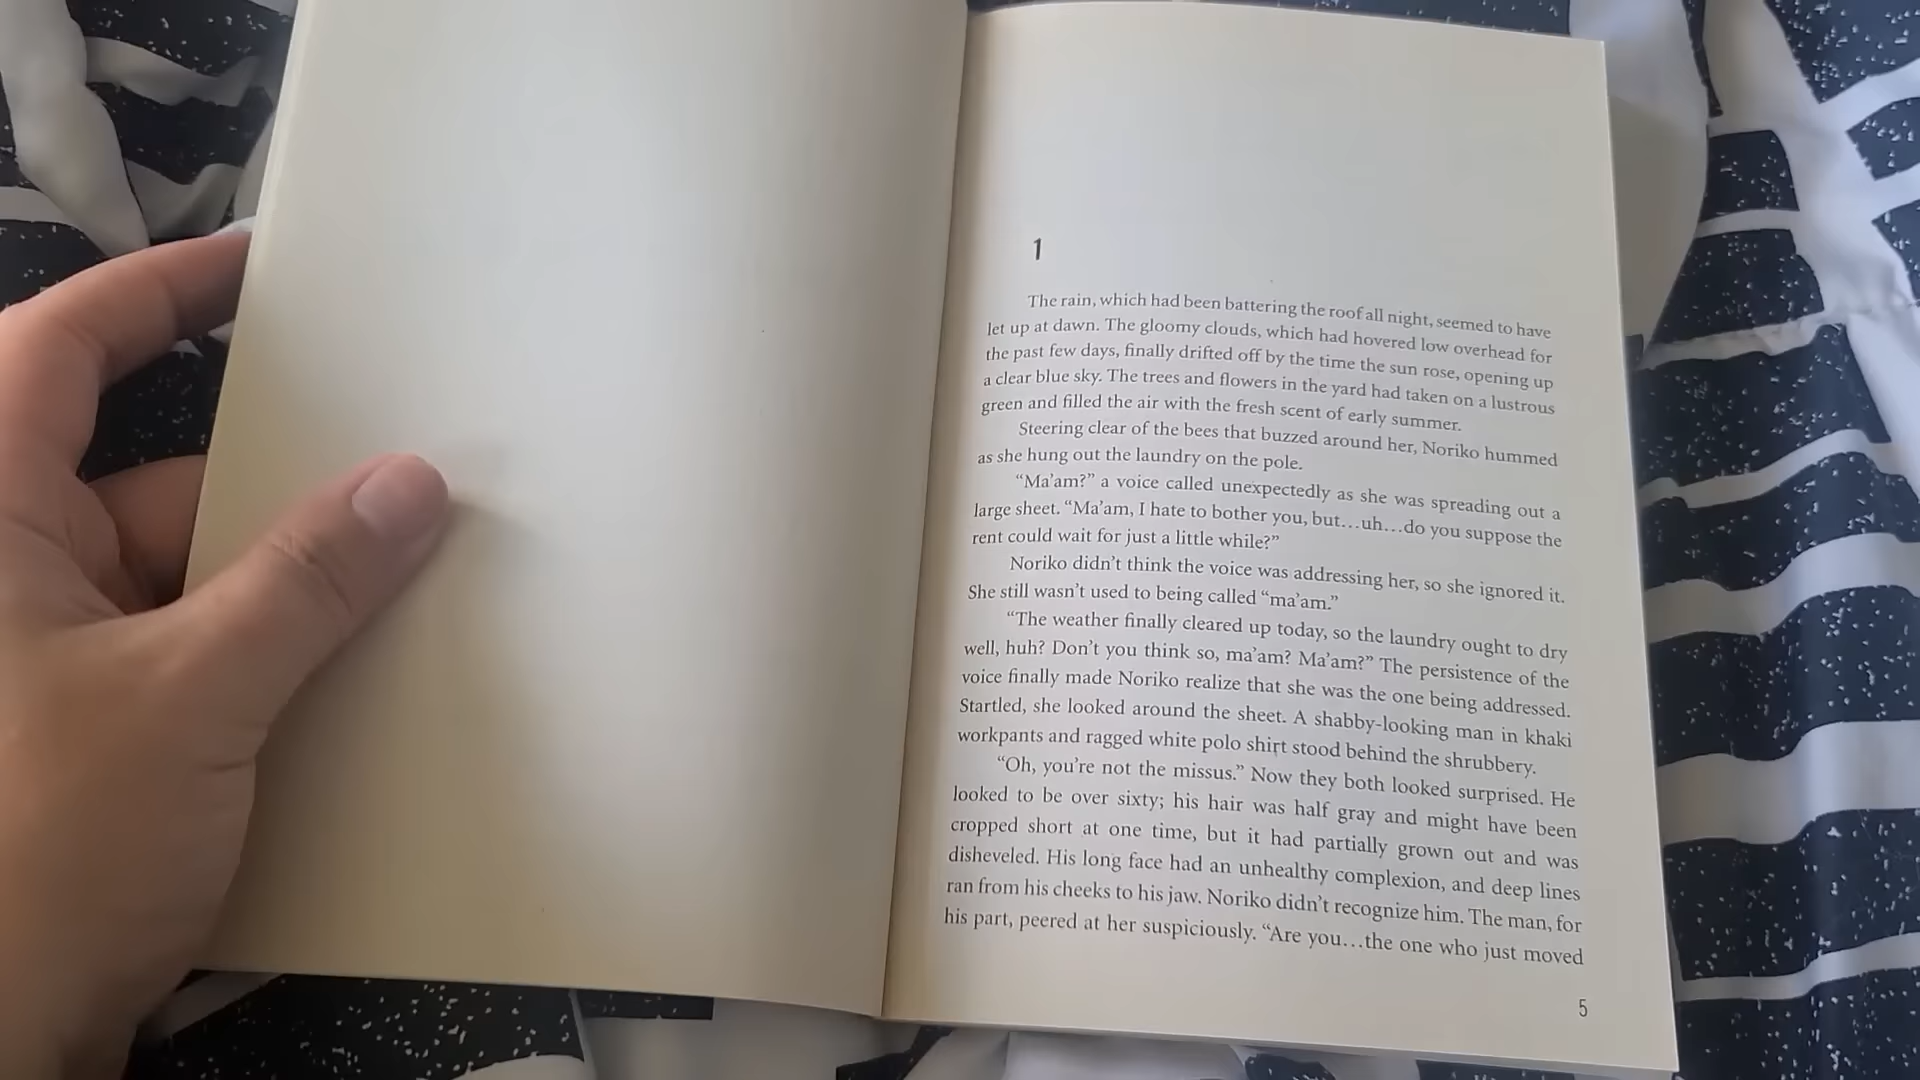 1
The rain, which had been battering the roof all night, seemed to have
let up at dawn. The gloomy clouds, which had hovered low overhead for
the past few days, finally drifted off by the time the sun rose, opening up
a clear blue sky. The trees and flowers in the yard had taken on a lustrous
green and filled the air with the fresh scent of early summer.
Steering clear of the bees that buzzed around her, Noriko hummed
as she hung out the laundry on the pole.
“Ma’am?” a voice called unexpectedly as she was spreading out a
large sheet. “Ma’am, I hate to bother you, but…uh…do you suppose the
rent could wait for just a little while?”
Noriko didn’t think the voice was addressing her, so she ignored it.
She still wasn’t used to being called “ma’am.”
“The weather finally cleared up today, so the laundry ought to dry
well, huh? Don’t you think so, ma’am? Ma’am?” The persistence of the
voice finally made Noriko realize that she was the one being addressed.
Startled, she looked around the sheet. A shabby-looking man in khaki
workpants and ragged white polo shirt stood behind the shrubbery.
“Oh, you’re not the missus.” Now they both looked surprised. He
looked to be over sixty; his hair was half gray and might have been
cropped short at one time, but it had partially grown out and was
disheveled. His long face had an unhealthy complexion, and deep lines
ran from his cheeks to his jaw. Noriko didn’t recognize him. The man, for
his part, peered at her suspiciously. “Are you…the one who just moved
5